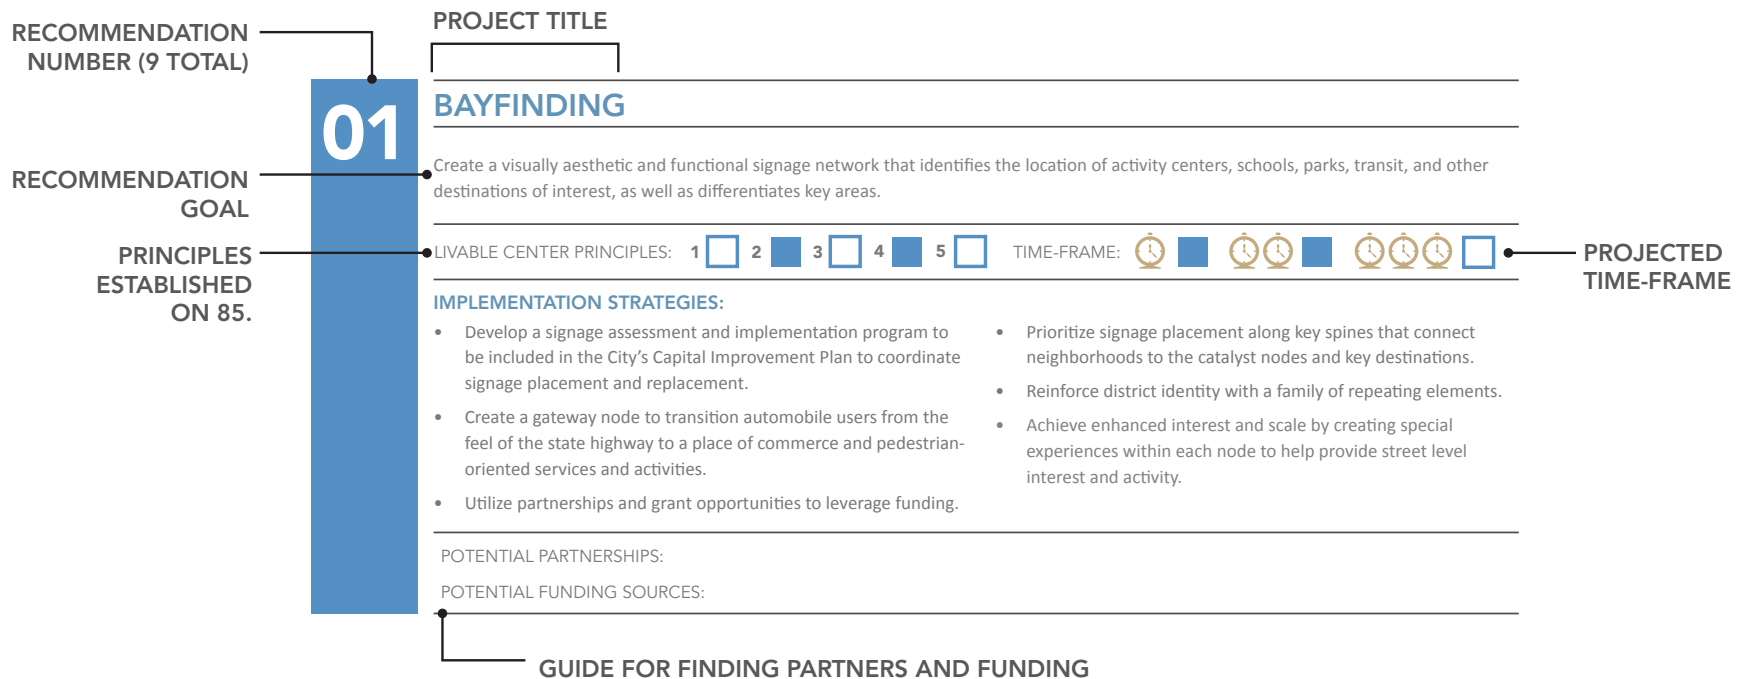 PROJECT TITLE
RECOMMENDATION
NUMBER (9 TOTAL)
01
BAYFINDING
RECOMMENDATION
GOAL
Create a visually aesthetic and functional signage network that identifies the location of activity centers, schools, parks, transit, and other
destinations of interest, as well as differentiates key areas.
PRINCIPLES
ESTABLISHED
ON 85.
LIVABLE CENTER PRINCIPLES: 1 2 3 4 5 TIME-FRAME:
PROJECTED
TIME-FRAME
IMPLEMENTATION STRATEGIES:
• Develop a signage assessment and implementation program to
be included in the City's Capital Improvement Plan to coordinate
signage placement and replacement.
• Create a gateway node to transition automobile users from the
feel of the state highway to a place of commerce and pedestrian-
oriented services and activities.
• Utilize partnerships and grant opportunities to leverage funding.
• Prioritize signage placement along key spines that connect
neighborhoods to the catalyst nodes and key destinations.
• Reinforce district identity with a family of repeating elements.
• Achieve enhanced interest and scale by creating special
experiences within each node to help provide street level
interest and activity.
POTENTIAL PARTNERSHIPS:
POTENTIAL FUNDING SOURCES:
GUIDE FOR FINDING PARTNERS AND FUNDING